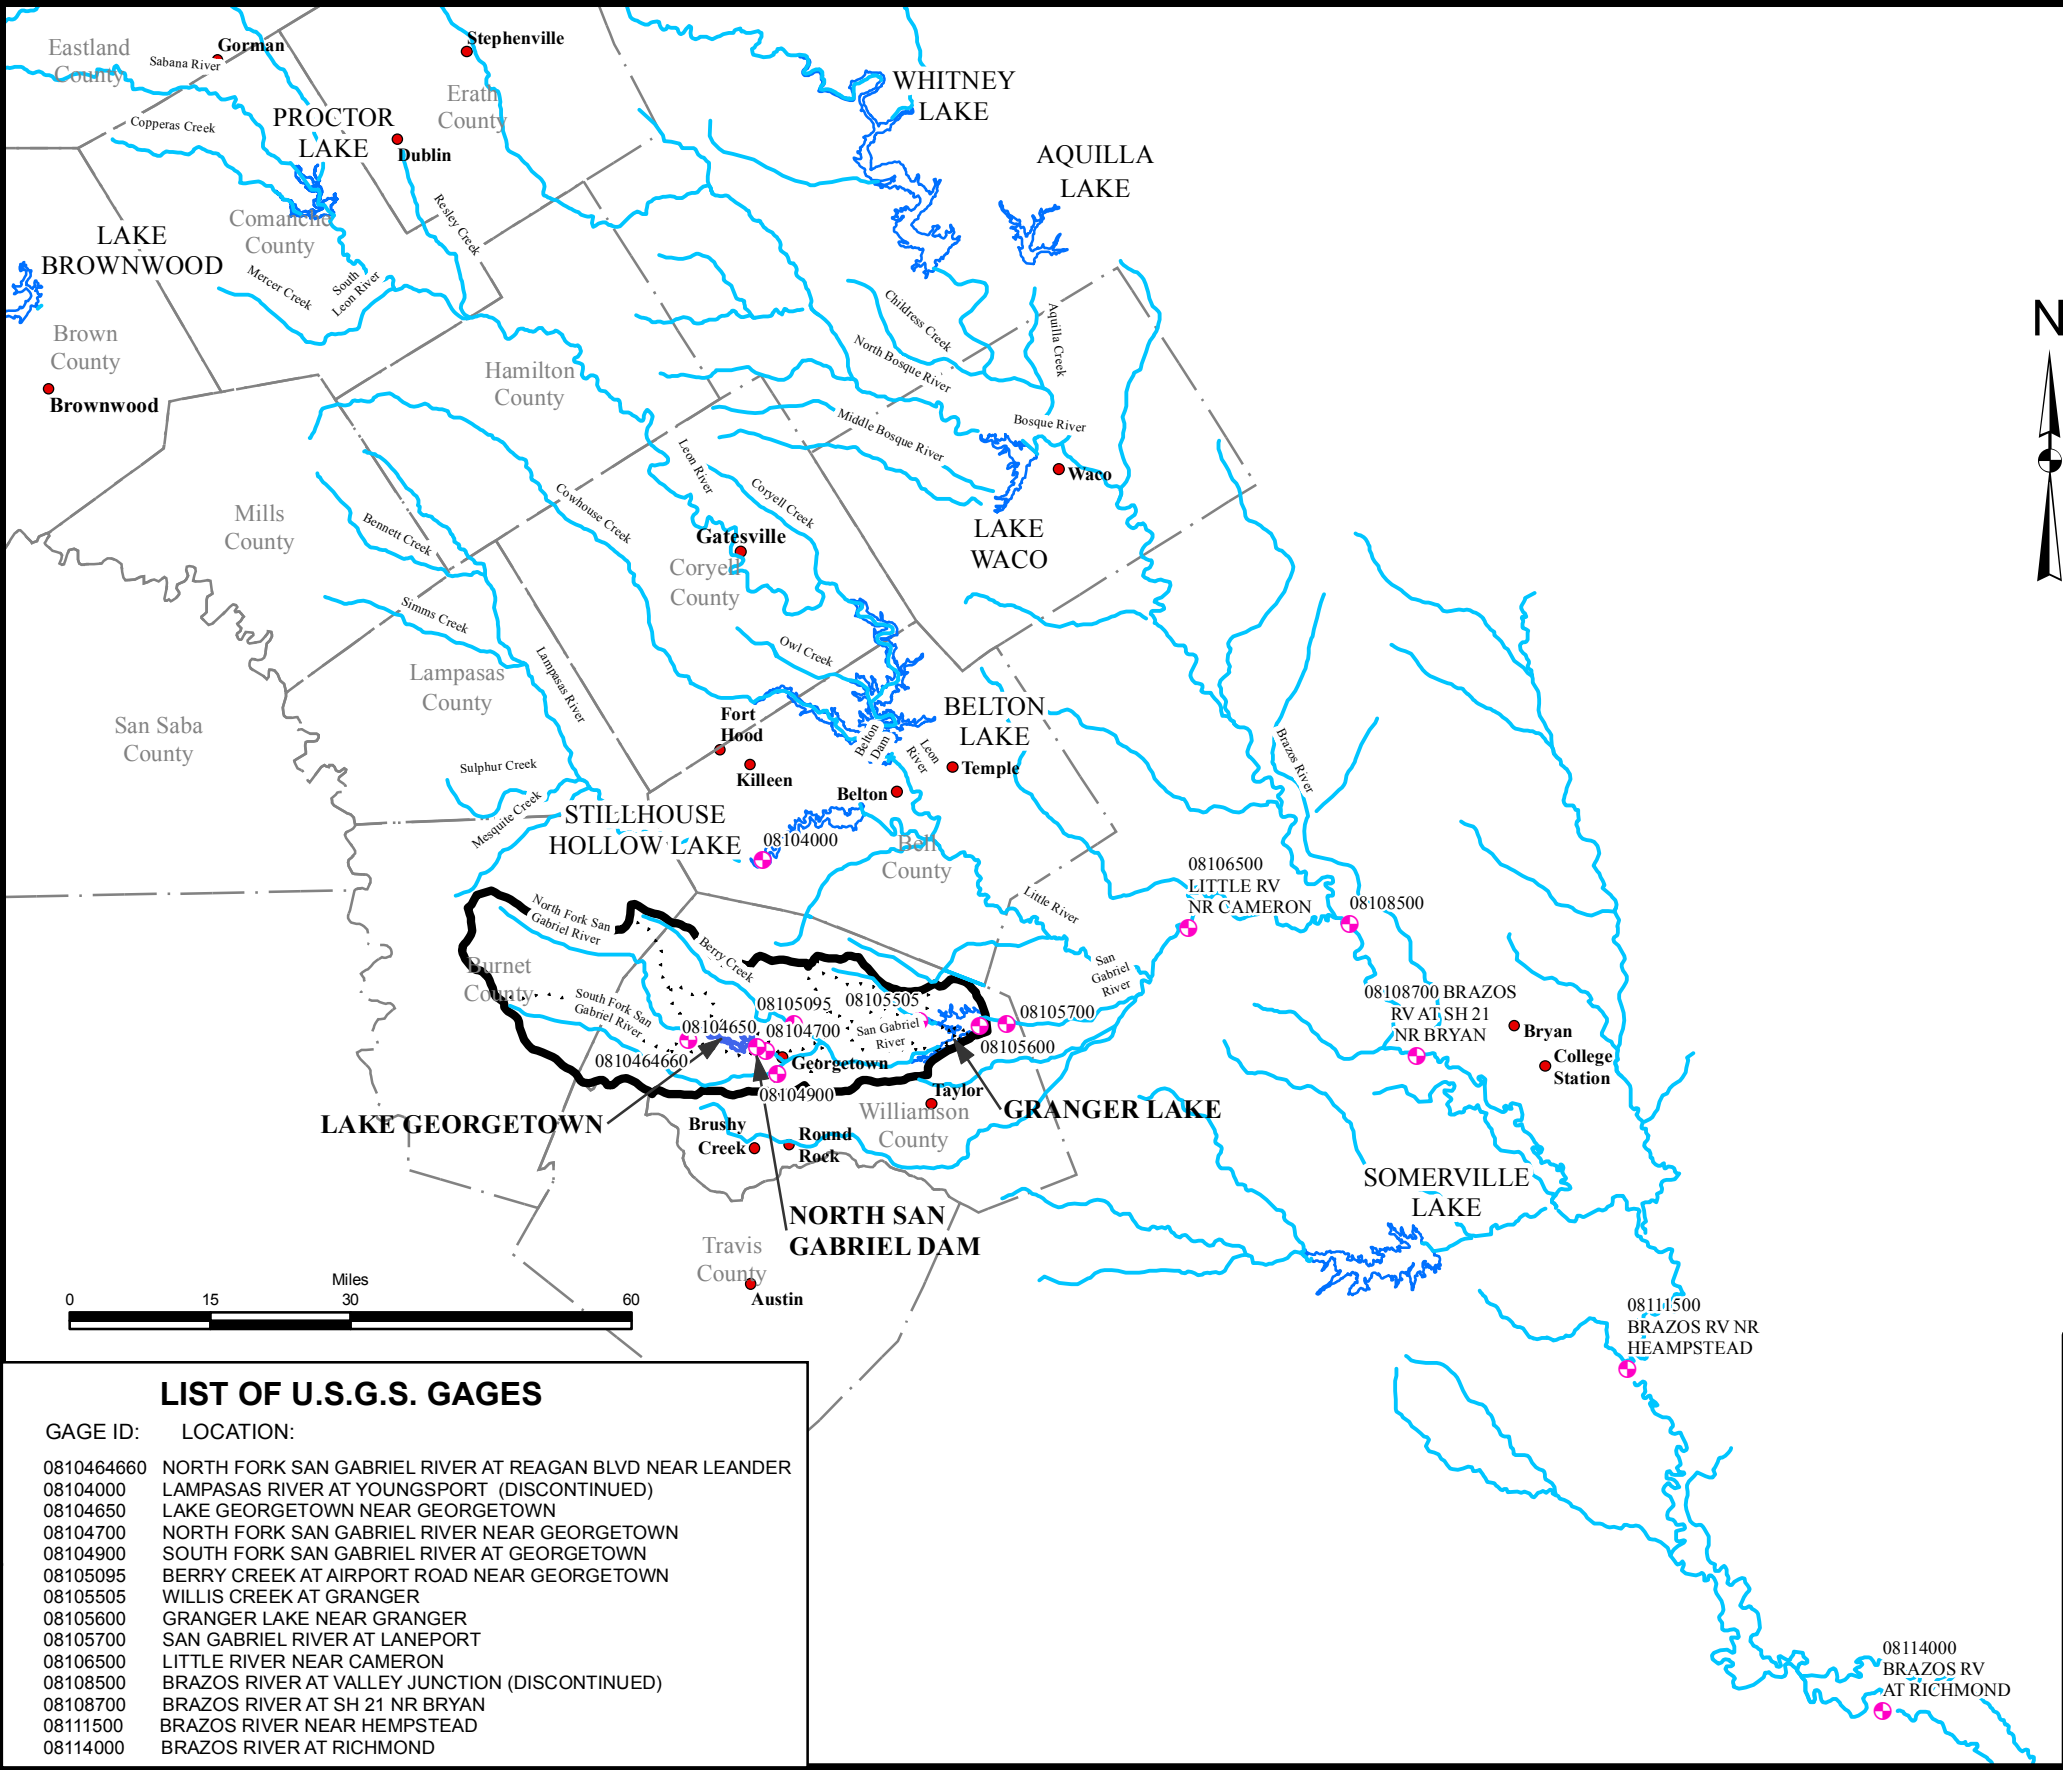 Eastland
County
Sabana River
Gorman
Stephenville
Erath
County
WHITNEY
LAKE
Copperas Creek
PROCTOR
LAKE
Dublin
AQUILLA
LAKE
Comanche
County
Resley Creek
LAKE
BROWNWOOD
Mercer Creek
South
Leon River
Childress Creek
Aquilla Creek
N
Brown
County
Brownwood
Hamilton
County
North Bosque River
Middle Bosque River
Bosque River
Waco
LAKE
WACO
Leon River
Coryell Creek
Cowhouse Creek
Gatesville
Coryell
County
Mills
County
Bennett Creek
Simms Creek
Owl Creek
Lampasas
County
Lampasas River
San Saba
County
Fort
Hood
Killeen
BELTON
LAKE
Belton
Dam
Leon
River
Temple
Belton
Brazos River
Sulphur Creek
Mesquite Creek
STILLHOUSE
HOLLOW LAKE
08104000
Bell
County
Little River
08106500
LITTLE RV
NR CAMERON
08108500
North Fork San
Gabriel River
Berry Creek
San
Gabriel
River
Burnet
County
South Fork San
Gabriel River
08105095
08105505
08105700
08104650
08104700
San Gabriel
River
08105600
0810464660
Georgetown
08104900
Taylor
08108700 BRAZOS
RV AT SH 21
NR BRYAN
Bryan
College
Station
LAKE GEORGETOWN
GRANGER LAKE
Williamson
County
Brushy
Creek
Round
Rock
SOMERVILLE
LAKE
NORTH SAN
GABRIEL DAM
Travis
County
Austin
Miles
0 15 30 60
08111500
BRAZOS RV NR
HEAMPSTEAD
08114000
BRAZOS RV
AT RICHMOND
LIST OF U.S.G.S. GAGES
GAGE ID: LOCATION:
0810464660 NORTH FORK SAN GABRIEL RIVER AT REAGAN BLVD NEAR LEANDER
08104000 LAMPASAS RIVER AT YOUNGSPORT (DISCONTINUED)
08104650 LAKE GEORGETOWN NEAR GEORGETOWN
08104700 NORTH FORK SAN GABRIEL RIVER NEAR GEORGETOWN
08104900 SOUTH FORK SAN GABRIEL RIVER AT GEORGETOWN
08105095 BERRY CREEK AT AIRPORT ROAD NEAR GEORGETOWN
08105505 WILLIS CREEK AT GRANGER
08105600 GRANGER LAKE NEAR GRANGER
08105700 SAN GABRIEL RIVER AT LANEPORT
08106500 LITTLE RIVER NEAR CAMERON
08108500 BRAZOS RIVER AT VALLEY JUNCTION (DISCONTINUED)
08108700 BRAZOS RIVER AT SH 21 NR BRYAN
08111500 BRAZOS RIVER NEAR HEMPSTEAD
08114000 BRAZOS RIVER AT RICHMOND